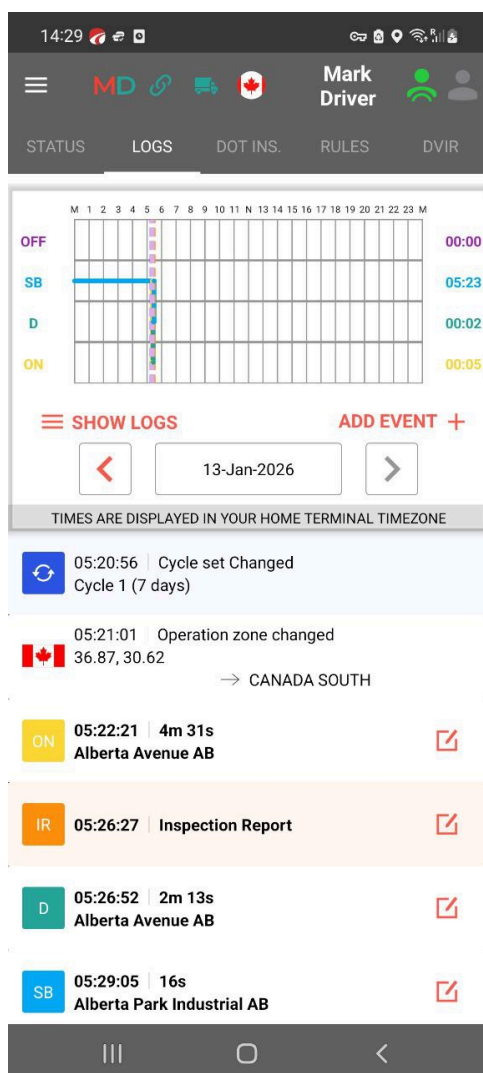 14:29
MD
Mark
Driver
STATUS LOGS DOT INS. RULES DVIR
M 1 2 3 4 5 6 7 8 9 10 11 N 13 14 15 16 17 18 19 20 21 22 23 M
OFF 00:00
SB 05:23
D 00:02
ON 00:05
SHOW LOGS ADD EVENT +
13-Jan-2026
TIMES ARE DISPLAYED IN YOUR HOME TERMINAL TIMEZONE
05:20:56 Cycle set Changed
Cycle 1 (7 days)
05:21:01 Operation zone changed
36.87, 30.62
→ CANADA SOUTH
ON 05:22:21 4m 31s
Alberta Avenue AB
IR 05:26:27 Inspection Report
D 05:26:52 2m 13s
Alberta Avenue AB
SB 05:29:05 16s
Alberta Park Industrial AB